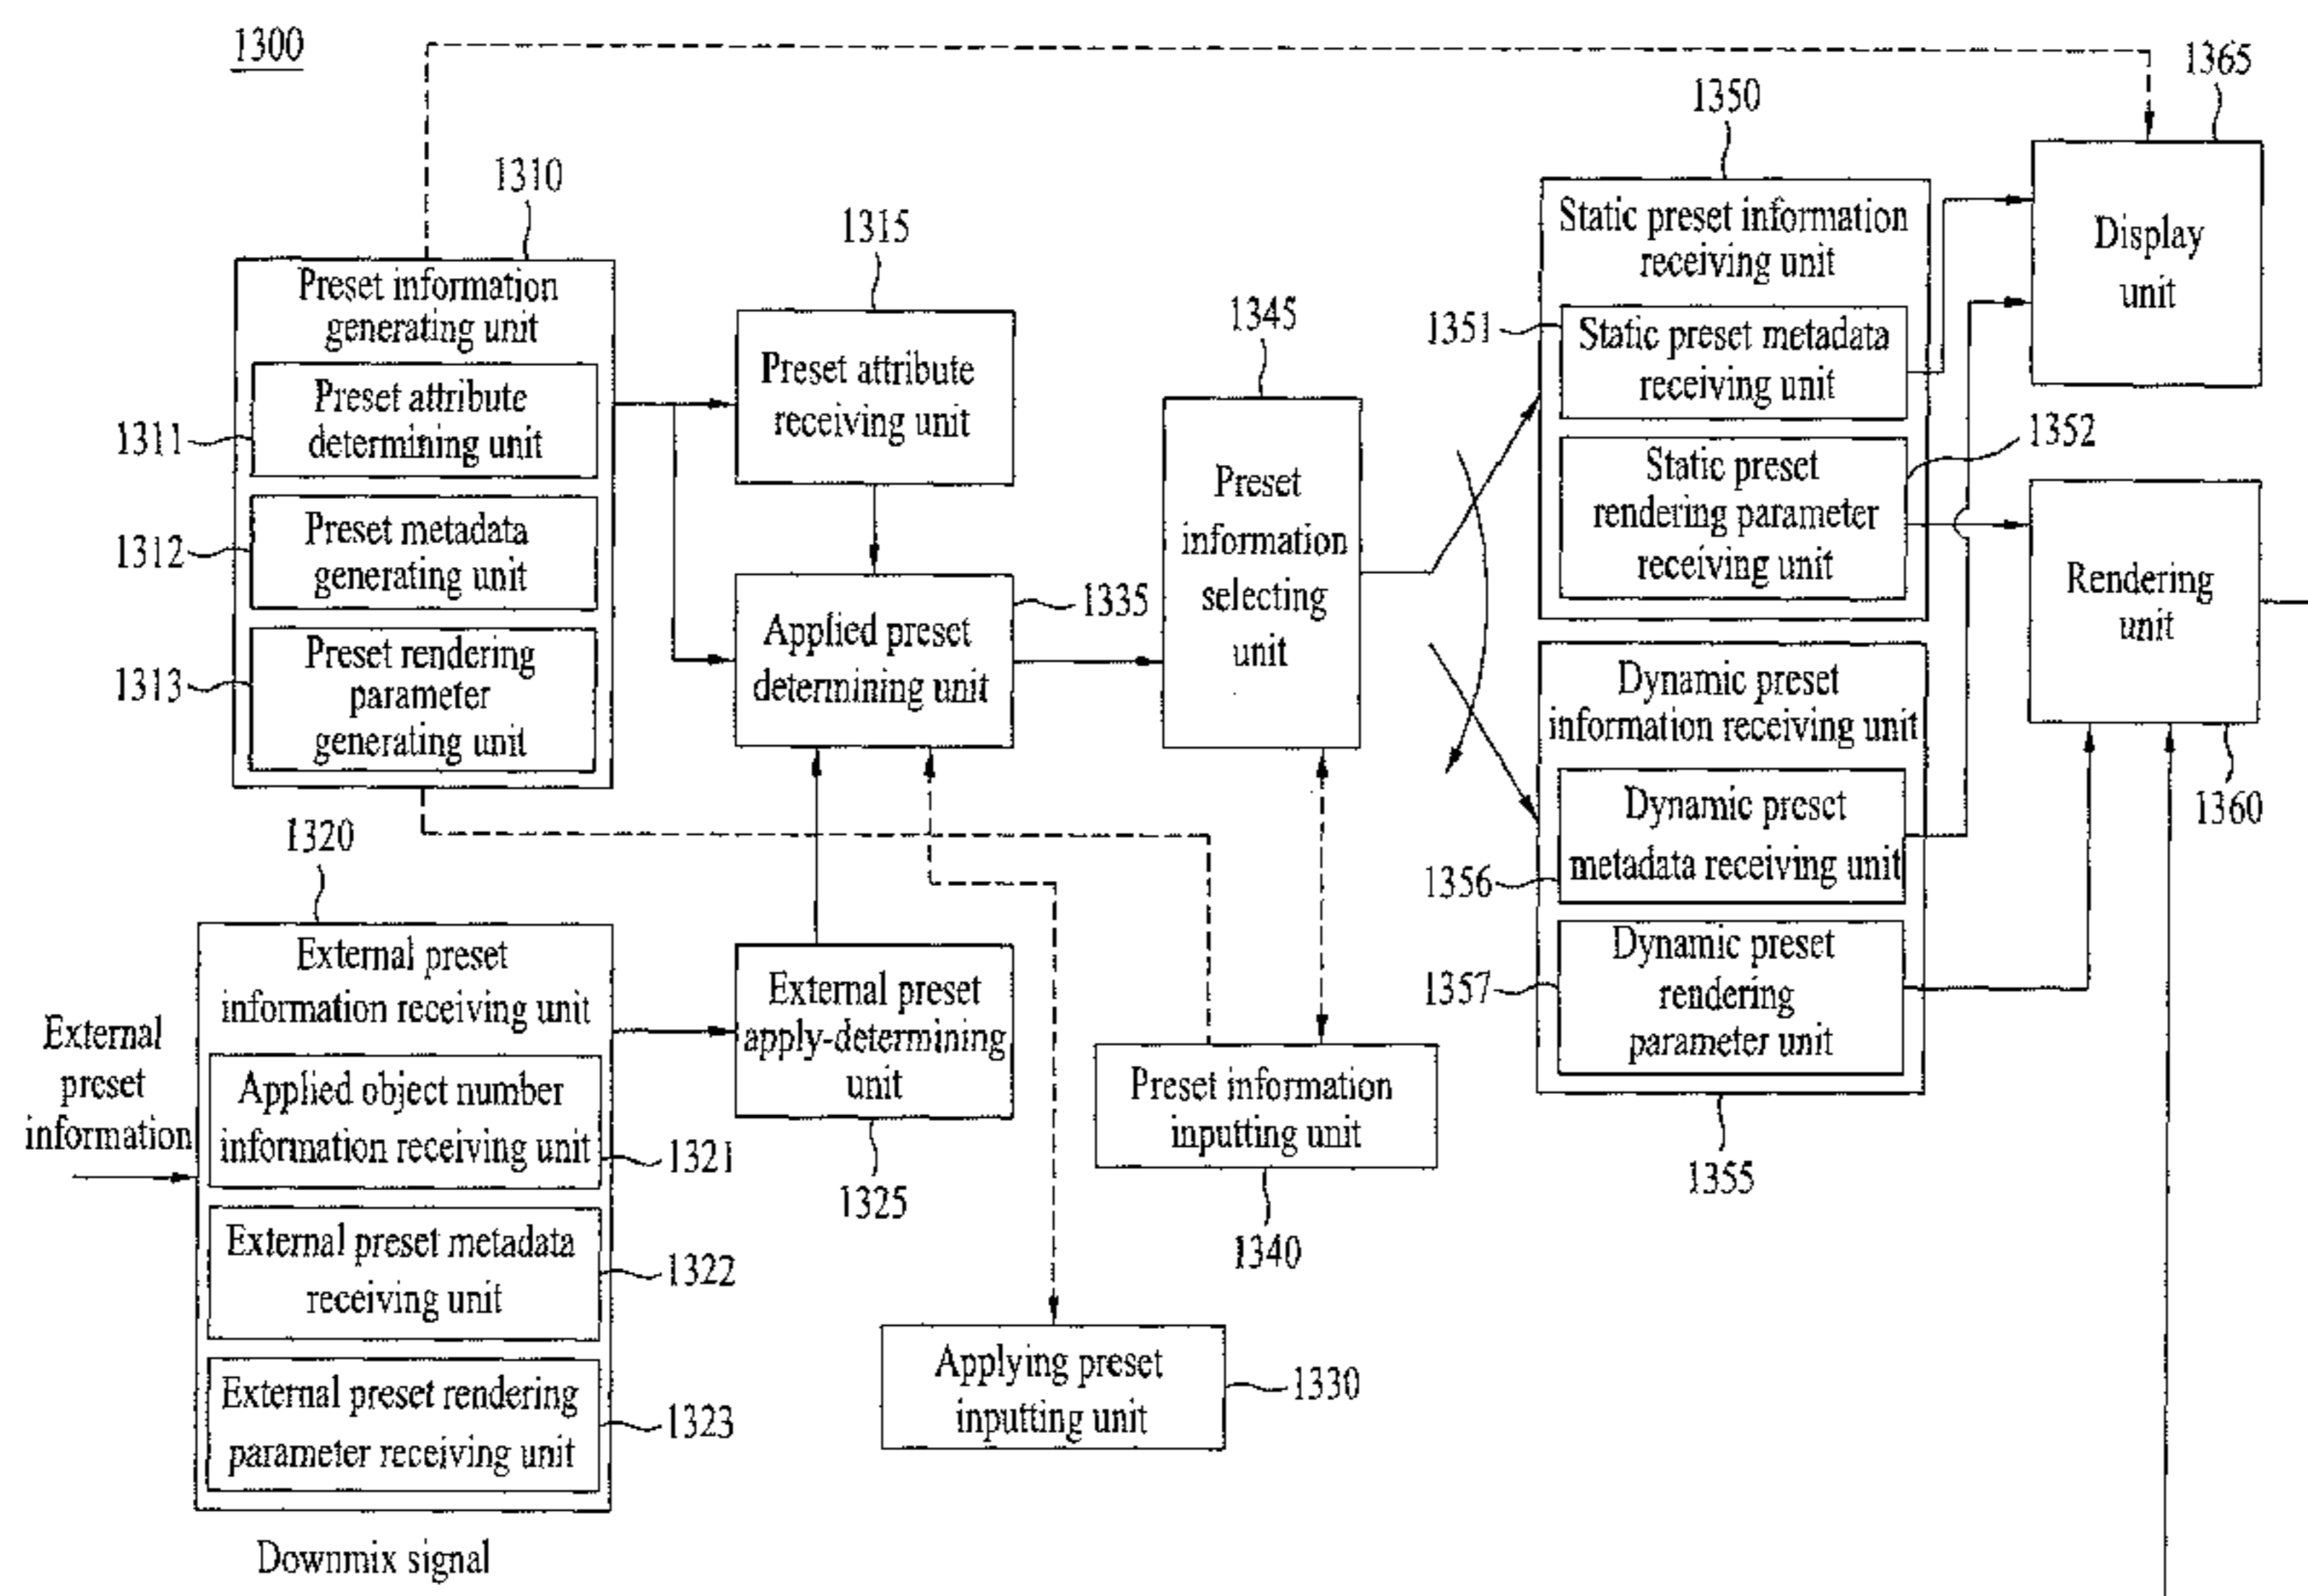 1300
1310
Preset information
generating unit
1311
Preset attribute
determining unit
1312
Preset metadata
generating unit
1313
Preset rendering
parameter
generating unit
1315
Preset attribute
receiving unit
Applied preset
determining unit
1335
1320
External preset
information receiving unit
External
preset
information
Applied object number
information receiving unit
1321
External preset metadata
receiving unit
1322
External preset rendering
parameter receiving unit
1323
Downmix signal
External preset
apply-determining
unit
1325
Applying preset
inputting unit
1330
Preset information
inputting unit
1340
1345
Preset
information
selecting
unit
1350
Static preset information
receiving unit
1351
Static preset metadata
receiving unit
1352
Static preset
rendering parameter
receiving unit
Dynamic preset
information receiving unit
1356
Dynamic preset
metadata receiving unit
1357
Dynamic preset
rendering
parameter unit
1355
1365
Display
unit
Rendering
unit
1360